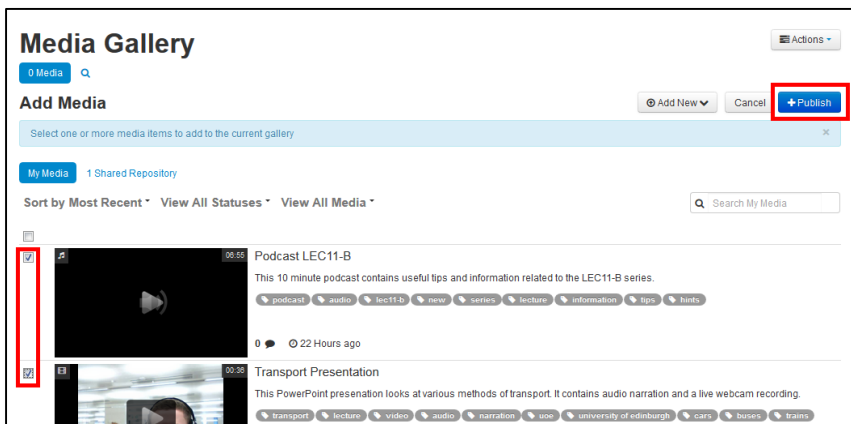 Media Gallery
Actions
0 Media
Add Media
Add New
Cancel
+Publish
Select one or more media items to add to the current gallery
×
My Media 1 Shared Repository
Sort by Most Recent View All Statuses View All Media
Search My Media
06:55
Podcast LEC11-B
This 10 minute podcast contains useful tips and information related to the LEC11-B series.
podcast audio lec11-b new series lecture information tips hints
0 22 Hours ago
00:36
Transport Presentation
This PowerPoint presenation looks at various methods of transport. It contains audio narration and a live webcam recording.
transport lecture video audio narration uoe university of edinburgh cars buses trains